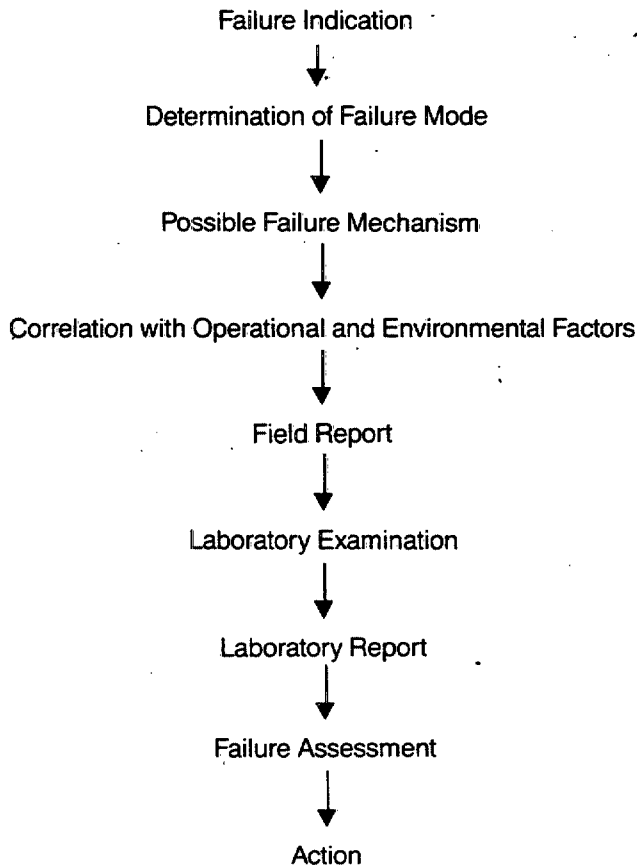 Failure Indication
Determination of Failure Mode
Possible Failure Mechanism
Correlation with Operational and Environmental Factors
Field Report
Laboratory Examination
Laboratory Report
Failure Assessment
Action